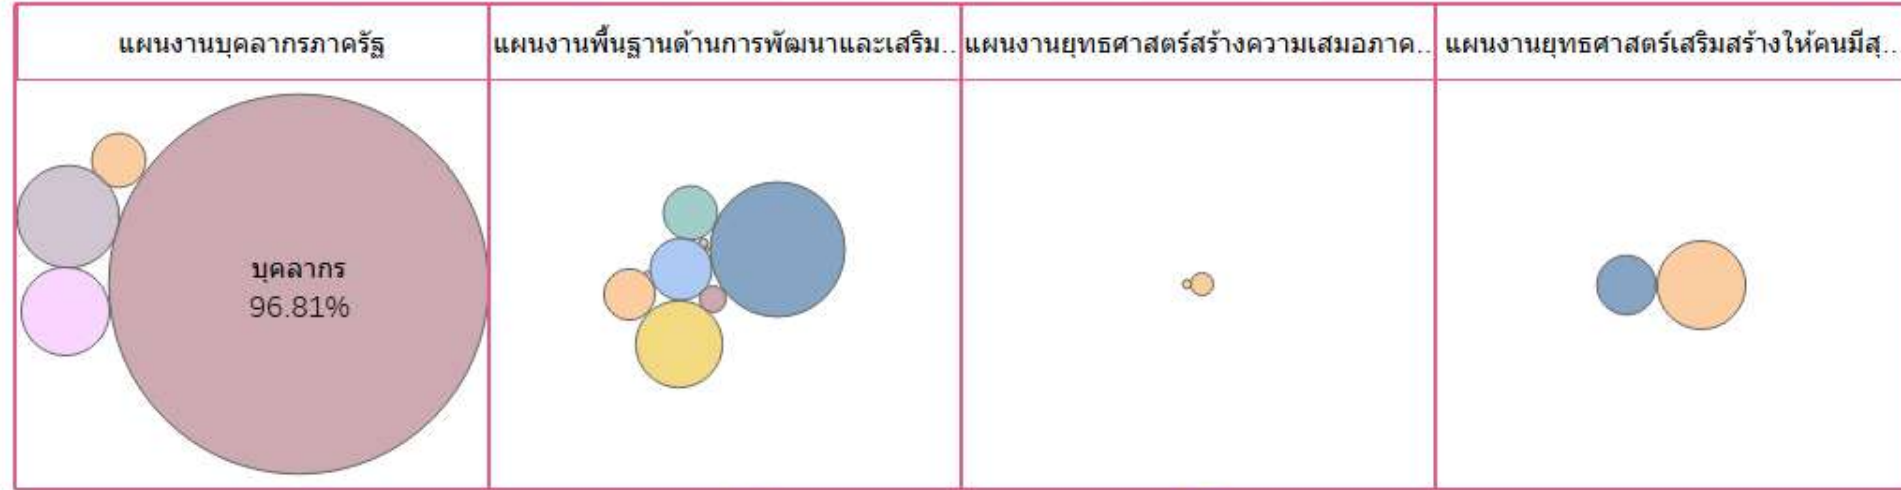 แผนงานบุคลากรภาครัฐ
แผนงานพื้นฐานด้านการพัฒนาและเสริม...
แผนงานยุทธศาสตร์สร้างความเสมอภาค...
แผนงานยุทธศาสตร์เสริมสร้างให้คนมีสุ...
บุคลากร
96.81%